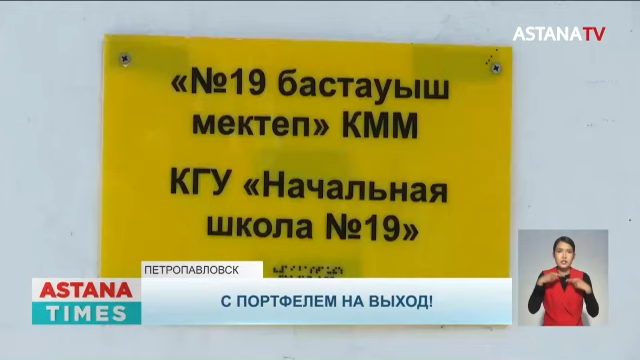 ASTANATV
«№19 бастауыш
мектеп» КММ
КГУ «Начальная
школа №19»
ПЕТРОПАВЛОВСК
ASTANA
TIMES
С ПОРТФЕЛЕМ НА ВЫХОД!